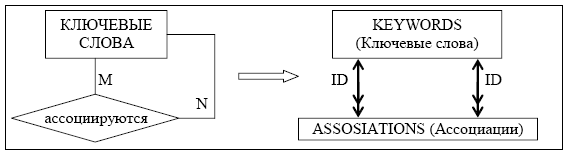 КЛЮЧЕВЫЕ
СЛОВА
M
N
ассоциируются
KEYWORDS
(Ключевые слова)
ID
ID
ASSOSIATIONS (Ассоциации)